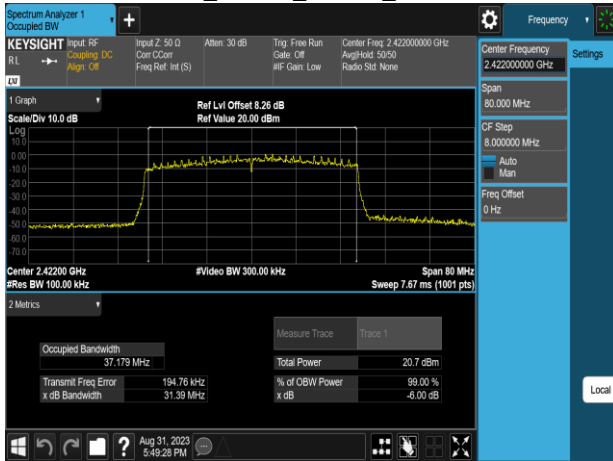 Spectrum Analyzer 1
Occupied BW
Frequency
KEYSIGHT
RL
LXI
Input: RF
Coupling: DC
Align: Off
Input Z: 50 Ω
Corr CCorr
Freq Ref: Int (S)
Atten: 30 dB
Trig: Free Run
Gate: Off
#IF Gain: Low
Center Freq: 2.422000000 GHz
Avg|Hold: 50/50
Radio Std: None
Center Frequency
2.422000000 GHz
Settings
Span
80.000 MHz
CF Step
8.000000 MHz
Auto
Man
Freq Offset
0 Hz
Local
1 Graph
Scale/Div 10.0 dB
Ref Lvl Offset 8.26 dB
Ref Value 20.00 dBm
Log
10.0
0.00
-10.0
-20.0
-30.0
-40.0
-50.0
-60.0
-70.0
Center 2.42200 GHz
#Res BW 100.00 kHz
#Video BW 300.00 kHz
Span 80 MHz
Sweep 7.67 ms (1001 pts)
2 Metrics
Measure Trace Trace 1
Occupied Bandwidth
37.179 MHz
Total Power 20.7 dBm
Transmit Freq Error 194.76 kHz
% of OBW Power 99.00 %
x dB Bandwidth 31.39 MHz
x dB -6.00 dB
?
Aug 31, 2023
5:49:28 PM